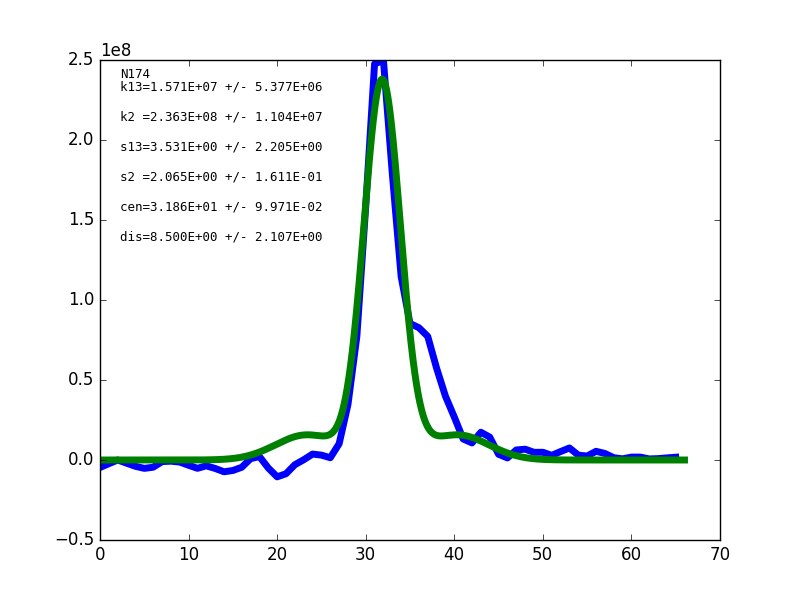 1e8
2.5
2.0
1.5
1.0
0.5
0.0
−0.5
N174
k13=1.571E+07 +/- 5.377E+06
k2 =2.363E+08 +/- 1.104E+07
s13=3.531E+00 +/- 2.205E+00
s2 =2.065E+00 +/- 1.611E-01
cen=3.186E+01 +/- 9.971E-02
dis=8.500E+00 +/- 2.107E+00
0 10 20 30 40 50 60 70